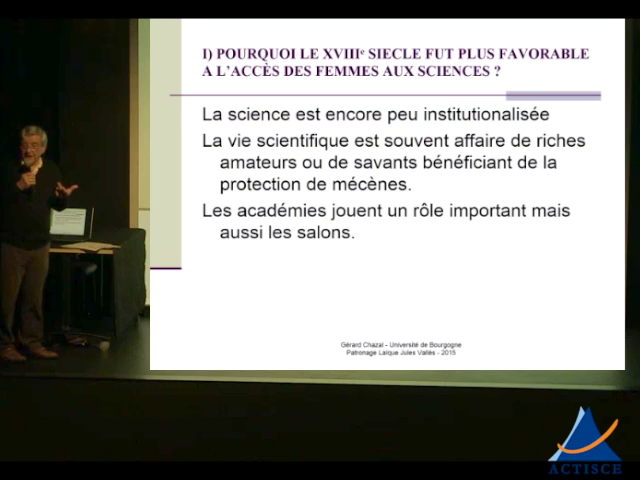 I) POURQUOI LE XVIIIe SIECLE FUT PLUS FAVORABLE
A L'ACCÈS DES FEMMES AUX SCIENCES ?
La science est encore peu institutionalisée
La vie scientifique est souvent affaire de riches
amateurs ou de savants bénéficiant de la
protection de mécènes.
Les académies jouent un rôle important mais
aussi les salons.
Gérard Chazal - Université de Bourgogne
Patronage Laïque Jules Vallès - 2015
ACTISCE